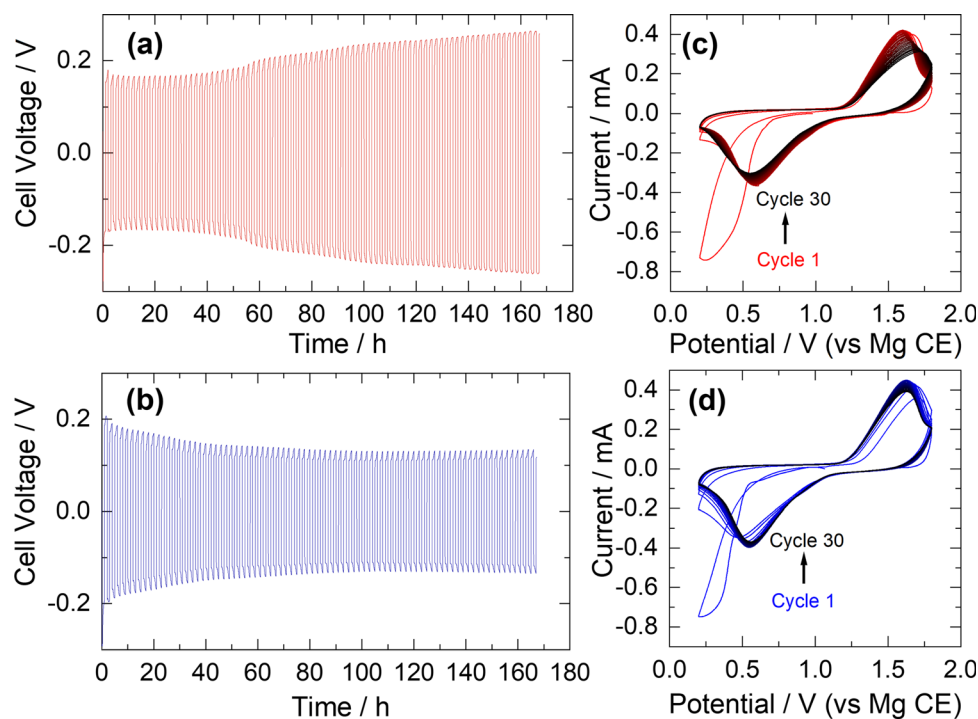 (a)
Cell Voltage / V
0.2
0.0
-0.2
0 20 40 60 80 100 120 140 160 180
Time / h
(c)
Current / mA
0.4
0.2
0.0
-0.2
-0.4
-0.6
-0.8
Cycle 30
Cycle 1
0.0 0.5 1.0 1.5 2.0
Potential / V (vs Mg CE)
(b)
Cell Voltage / V
0.2
0.0
-0.2
0 20 40 60 80 100 120 140 160 180
Time / h
(d)
Current / mA
0.4
0.2
0.0
-0.2
-0.4
-0.6
-0.8
Cycle 30
Cycle 1
0.0 0.5 1.0 1.5 2.0
Potential / V (vs Mg CE)